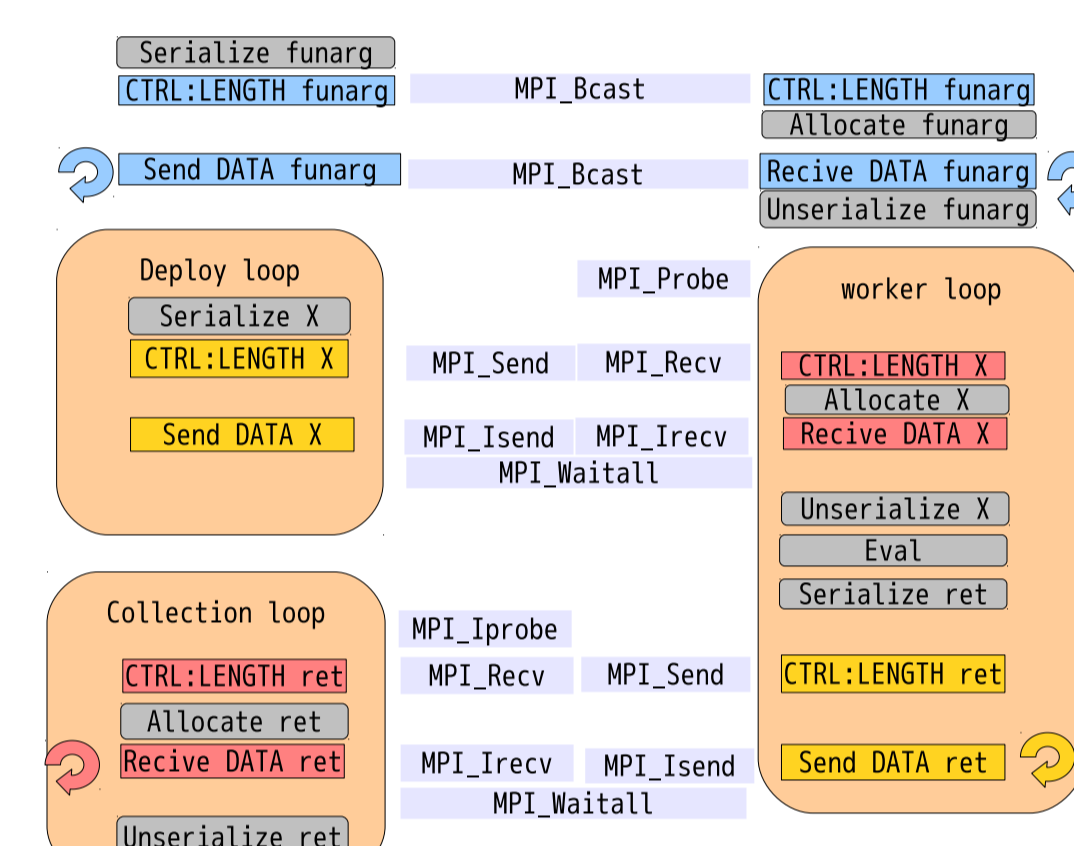 Serialize funarg
CTRL:LENGTH funarg MPI_Bcast CTRL:LENGTH funarg
Allocate funarg
Send DATA funarg MPI_Bcast Recive DATA funarg
Unserialize funarg
Deploy loop MPI_Probe worker loop
Serialize X
CTRL:LENGTH X MPI_Send MPI_Recv CTRL:LENGTH X
Allocate X
Send DATA X MPI_Isend MPI_Irecv Recive DATA X
MPI_Waitall
Unserialize X
Eval
Serialize ret
Collection loop MPI_Iprobe
CTRL:LENGTH ret MPI_Recv MPI_Send CTRL:LENGTH ret
Allocate ret
Recive DATA ret MPI_Irecv MPI_Isend Send DATA ret
MPI_Waitall
Unserialize ret